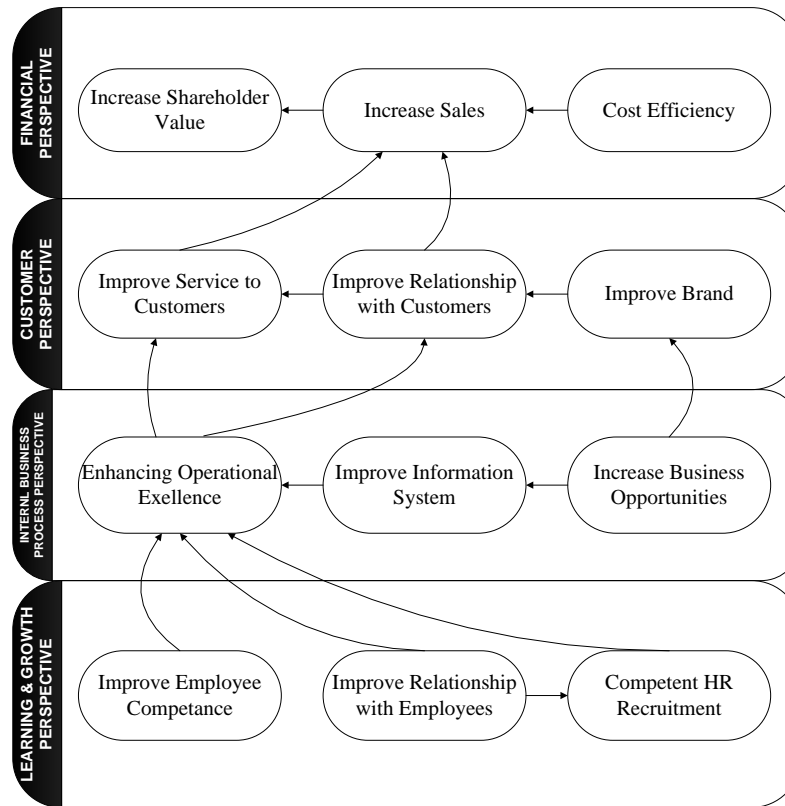 FINANCIAL
PERSPECTIVE
Increase Shareholder
Value
Increase Sales
Cost Efficiency
CUSTOMER
PERSPECTIVE
Improve Service to
Customers
Improve Relationship
with Customers
Improve Brand
INTERNL BUSINESS
PROCESS PERSPECTIVE
Enhancing Operational
Exellence
Improve Information
System
Increase Business
Opportunities
LEARNING & GROWTH
PERSPECTIVE
Improve Employee
Competance
Improve Relationship
with Employees
Competent HR
Recruitment